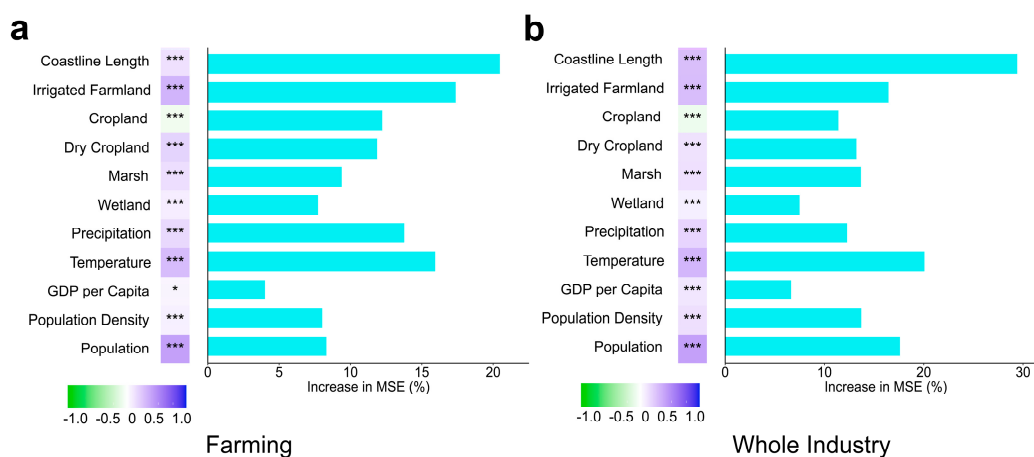 a
Coastline Length ***
Irrigated Farmland ***
Cropland ***
Dry Cropland ***
Marsh ***
Wetland ***
Precipitation ***
Temperature ***
GDP per Capita *
Population Density ***
Population ***
0 5 10 15 20
Increase in MSE (%)
-1.0 -0.5 0 0.5 1.0
Farming
b
Coastline Length ***
Irrigated Farmland ***
Cropland ***
Dry Cropland ***
Marsh ***
Wetland ***
Precipitation ***
Temperature ***
GDP per Capita ***
Population Density ***
Population ***
0 10 20 30
Increase in MSE (%)
-1.0 -0.5 0 0.5 1.0
Whole Industry